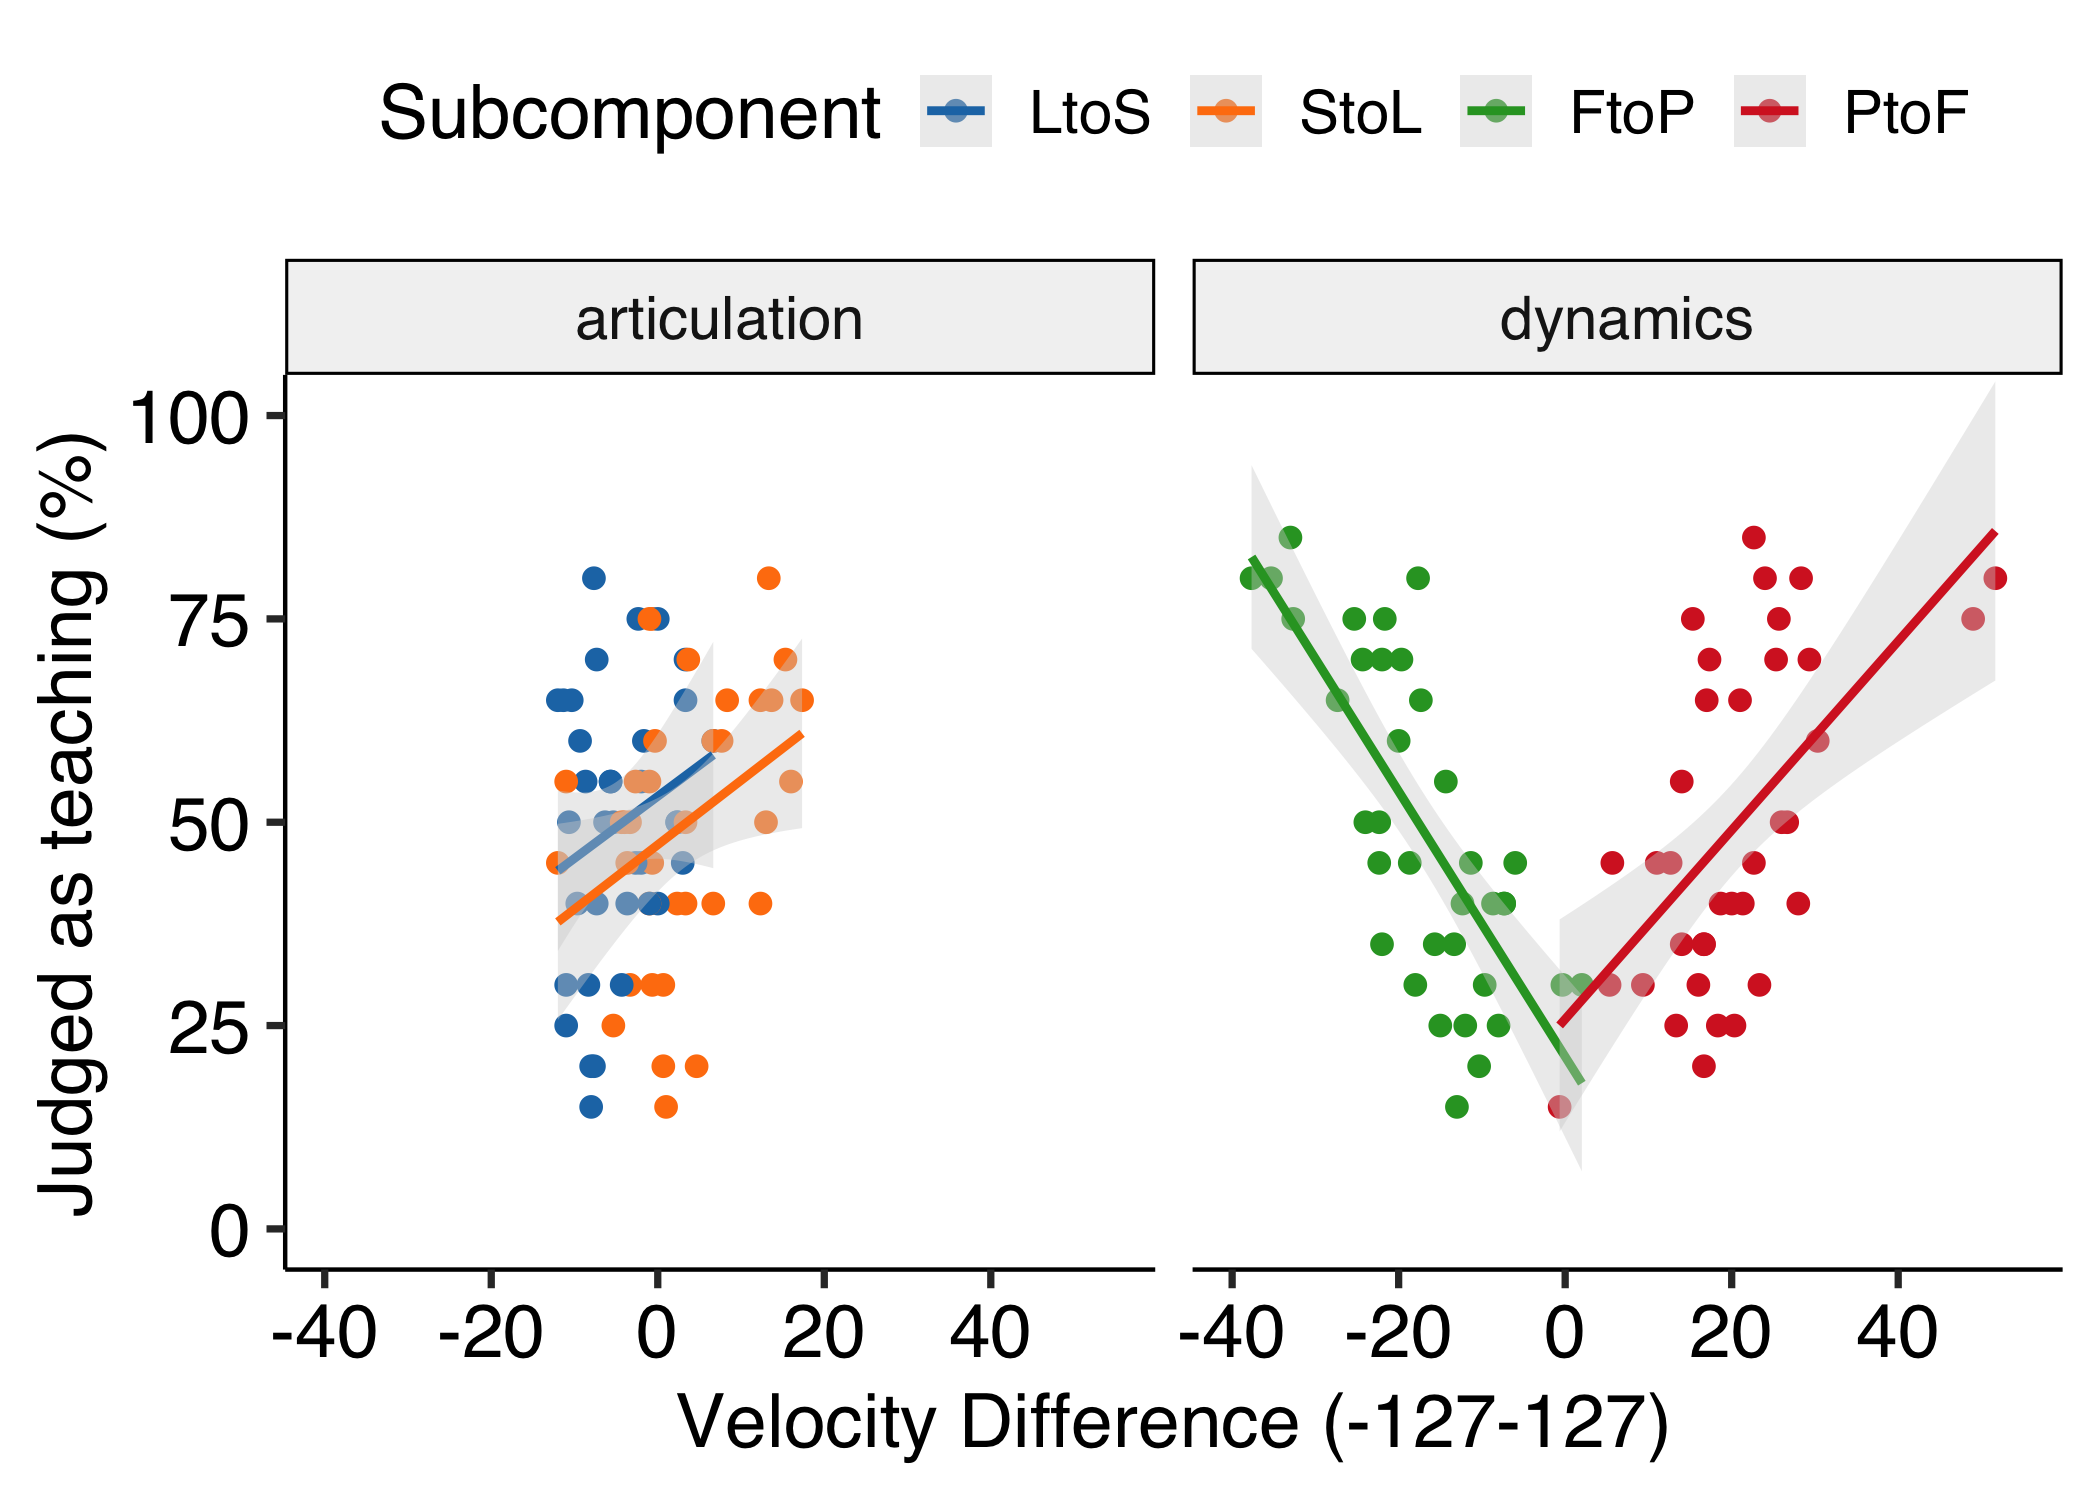 Subcomponent LtoS StoL FtoP PtoF
articulation dynamics
100
75
50
25
0
Judged as teaching (%)
-40 -20 0 20 40 -40 -20 0 20 40
Velocity Difference (-127-127)